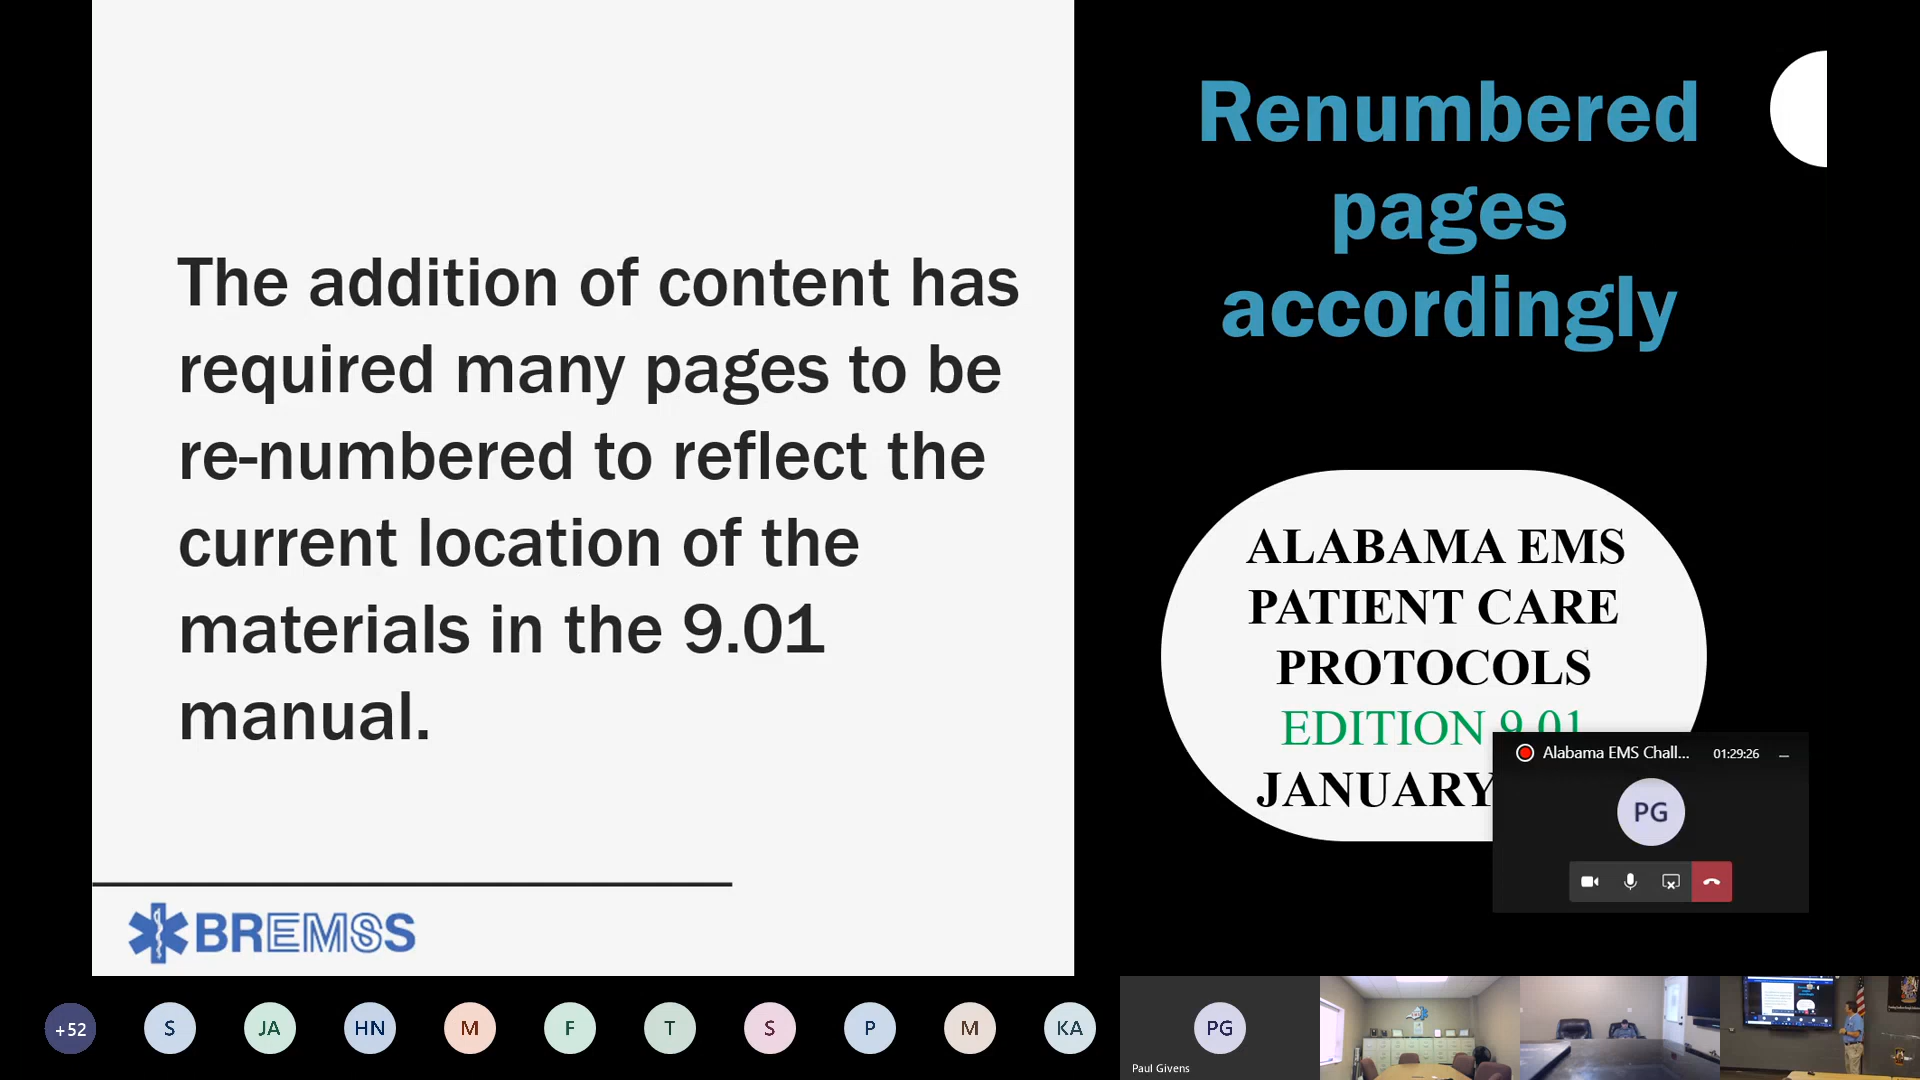 The addition of content has
required many pages to be
re-numbered to reflect the
current location of the
materials in the 9.01
manual.
BREMSS
Renumbered
pages
accordingly
ALABAMA EMS
PATIENT CARE
PROTOCOLS
EDITION 9.01
JANUARY
Alabama EMS Chall... 01:29:26
PG
+52 S JA HN M F T S P M KA PG
Paul Givens